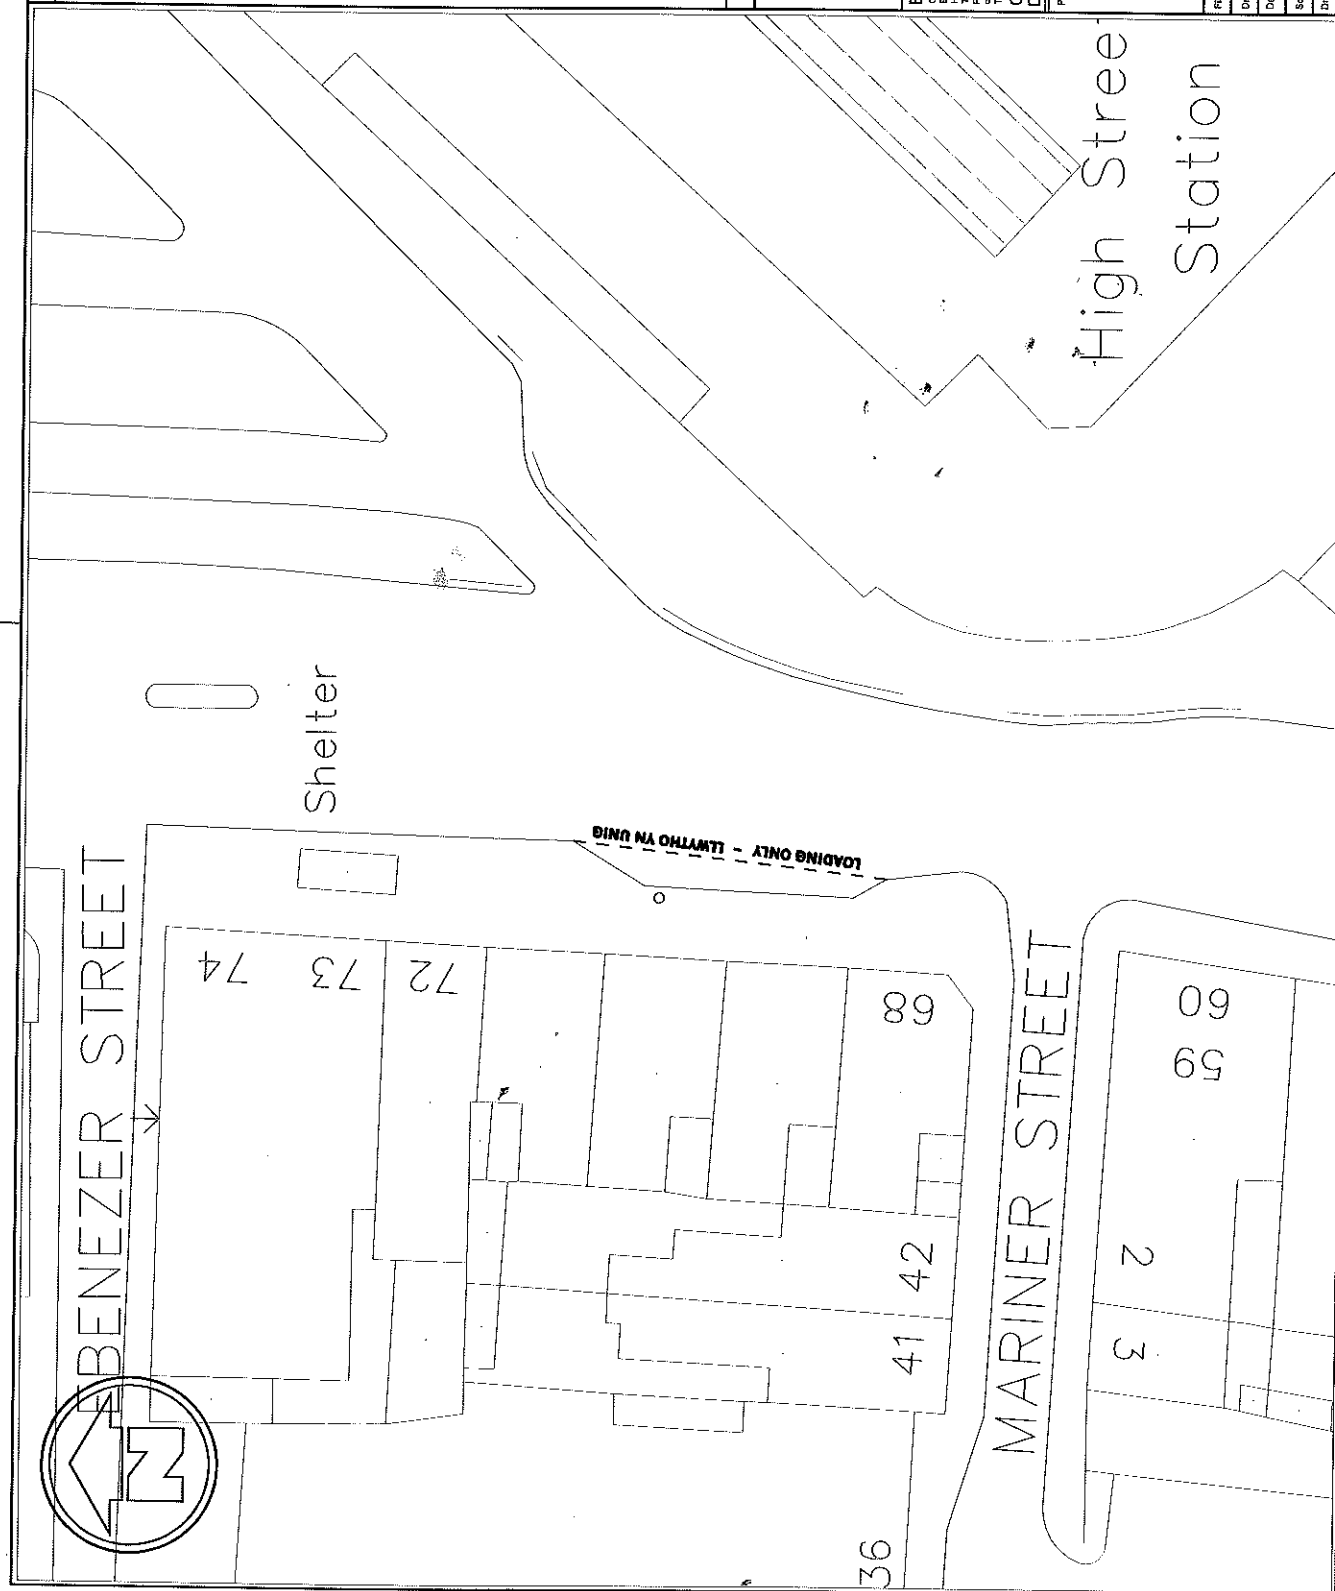 High Stree
Station
Shelter
EBENEZER STREET
LOADING ONLY - LLWYTHO YN UNIG
74
73
72
68
MARINER STREET
60
59
42
41
2
3
36
N